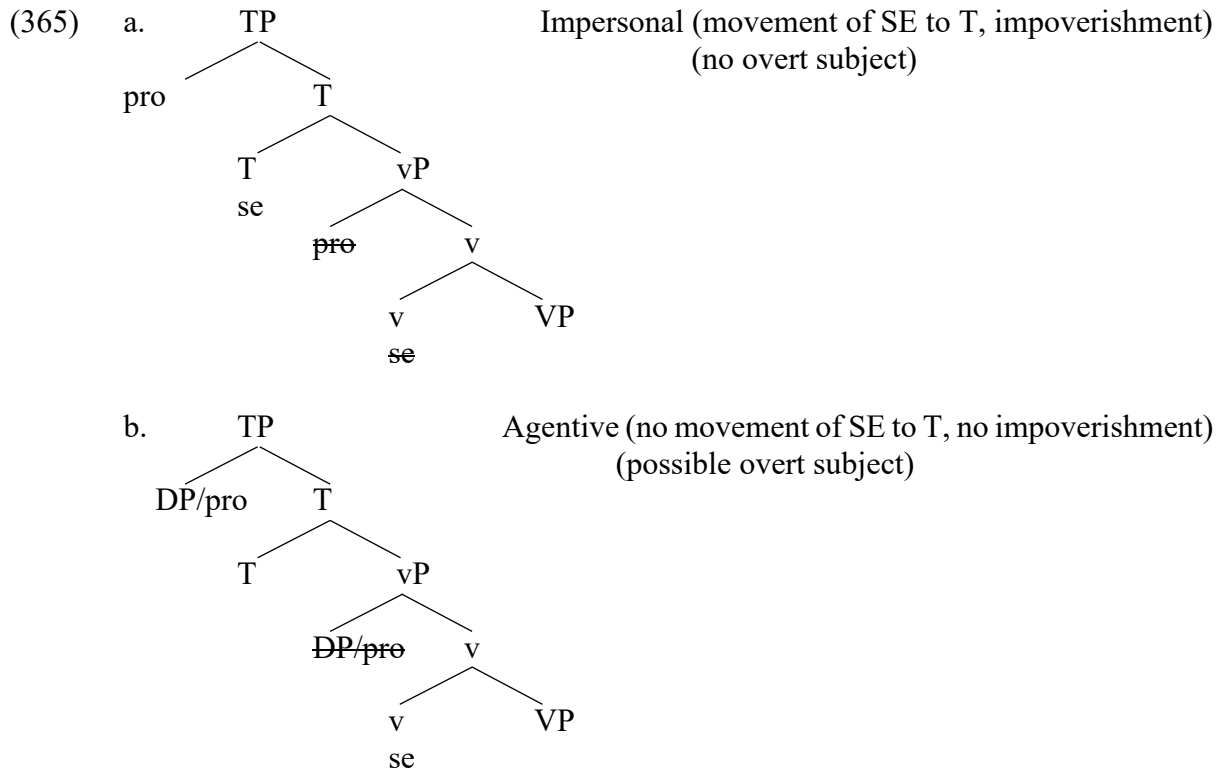 (365) a. TP Impersonal (movement of SE to T, impoverishment)
(no overt subject)
pro T
T vP
se
pro v
v VP
se
b. TP Agentive (no movement of SE to T, no impoverishment)
(possible overt subject)
DP/pro T
T vP
DP/pro v
v VP
se